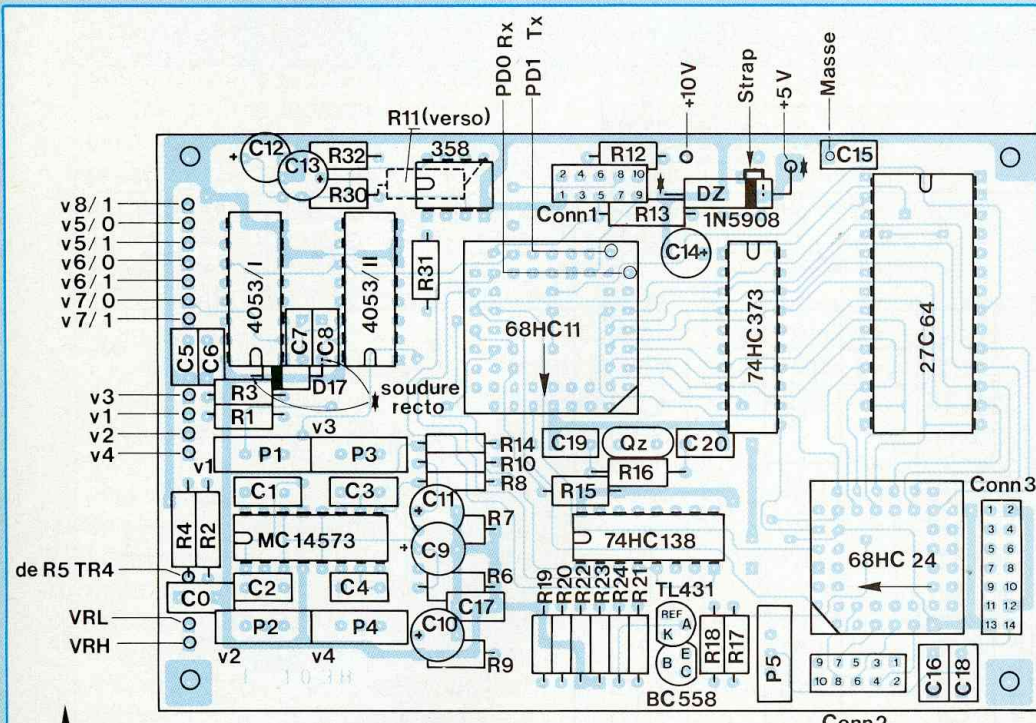 PD0 Rx
PD1 Tx
+10V
Strap
+5V
Masse
R11(verso)
358
C12
C13
R32
R30
R12
2 4 6 8 10
1 3 5 7 9
Conn1
R13
DZ
1N5908
C15
C14
v8/1
v5/0
v5/1
v6/0
v6/1
v7/0
v7/1
4053/I
4053/II
R31
C5
C6
C7
C8
D17
soudure
recto
68HC11
74HC373
27C64
v3
v1
v2
v4
R3
R1
v3
v1
P1
P3
R14
R10
R8
C19
Qz
C20
R16
R15
C1
C3
C11
R7
R4
R2
MC14573
C9
74HC138
68HC24
Conn3
1 2
3 4
5 6
7 8
9 10
11 12
13 14
de R5 TR4
C0
C2
C4
R6
C17
R19
R20
R22
R23
R24
R21
TL431
REF
A
K
VRL
VRH
P2
P4
C10
R9
v2
v4
E
B
C
BC558
R18
R17
P5
9 7 5 3 1
10 8 6 4 2
C16
C18
Conn2